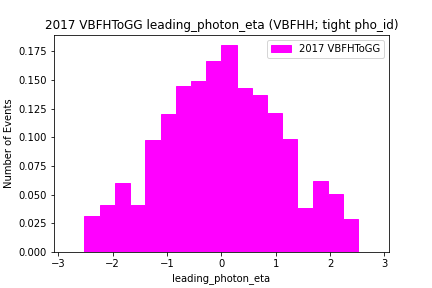 2017 VBFHToGG leading_photon_eta (VBFHH; tight pho_id)
2017 VBFHToGG
Number of Events
0.175
0.150
0.125
0.100
0.075
0.050
0.025
0.000
−3 −2 −1 0 1 2 3
leading_photon_eta